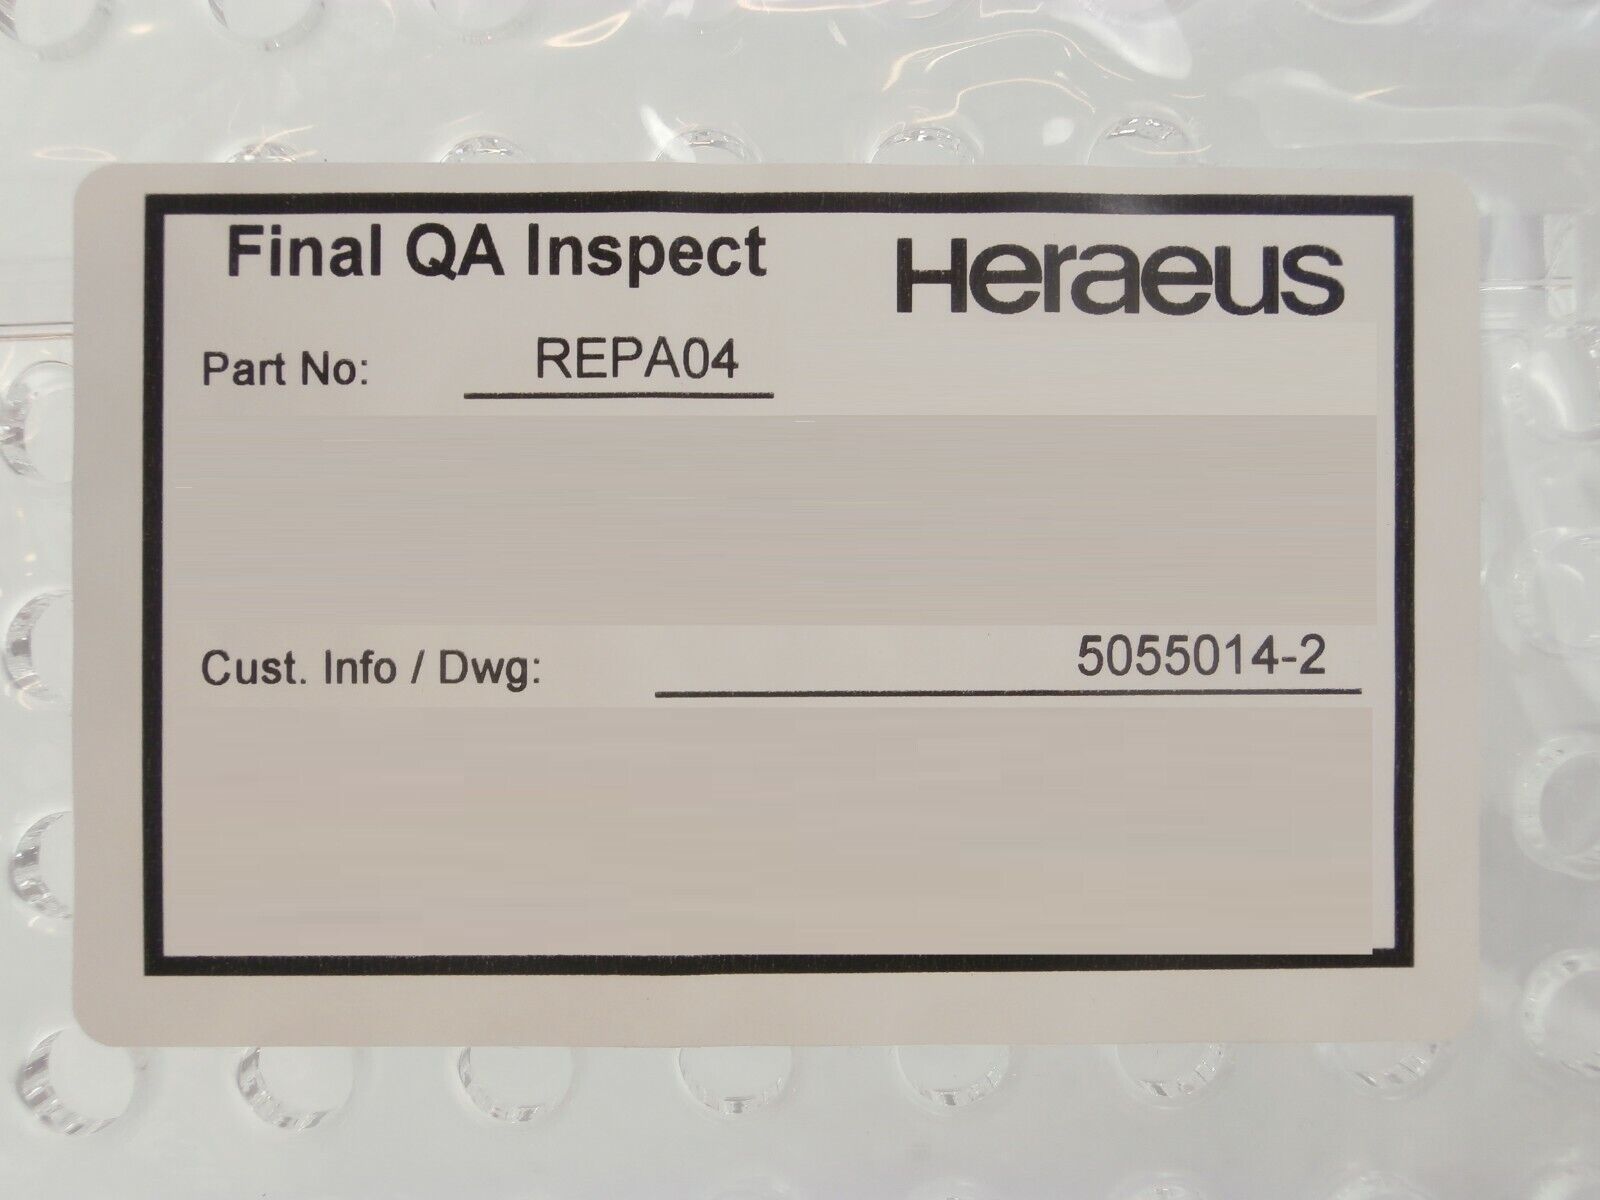 Final QA Inspect
Heraeus
Part No: REPA04
Cust. Info / Dwg: 5055014-2